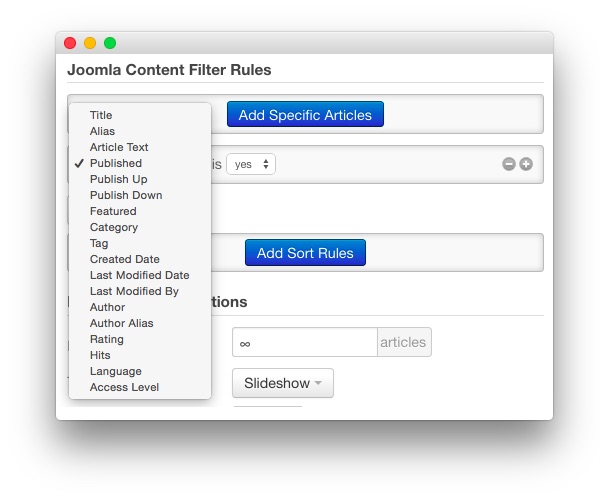 Joomla Content Filter Rules
Add Specific Articles
Title
Alias
Article Text
Published
is yes
Publish Up
Publish Down
Featured
Category
Tag
Add Sort Rules
Created Date
Last Modified Date
Last Modified By
Author
tions
Author Alias
Rating
∞ articles
Hits
Language
Slideshow
Access Level